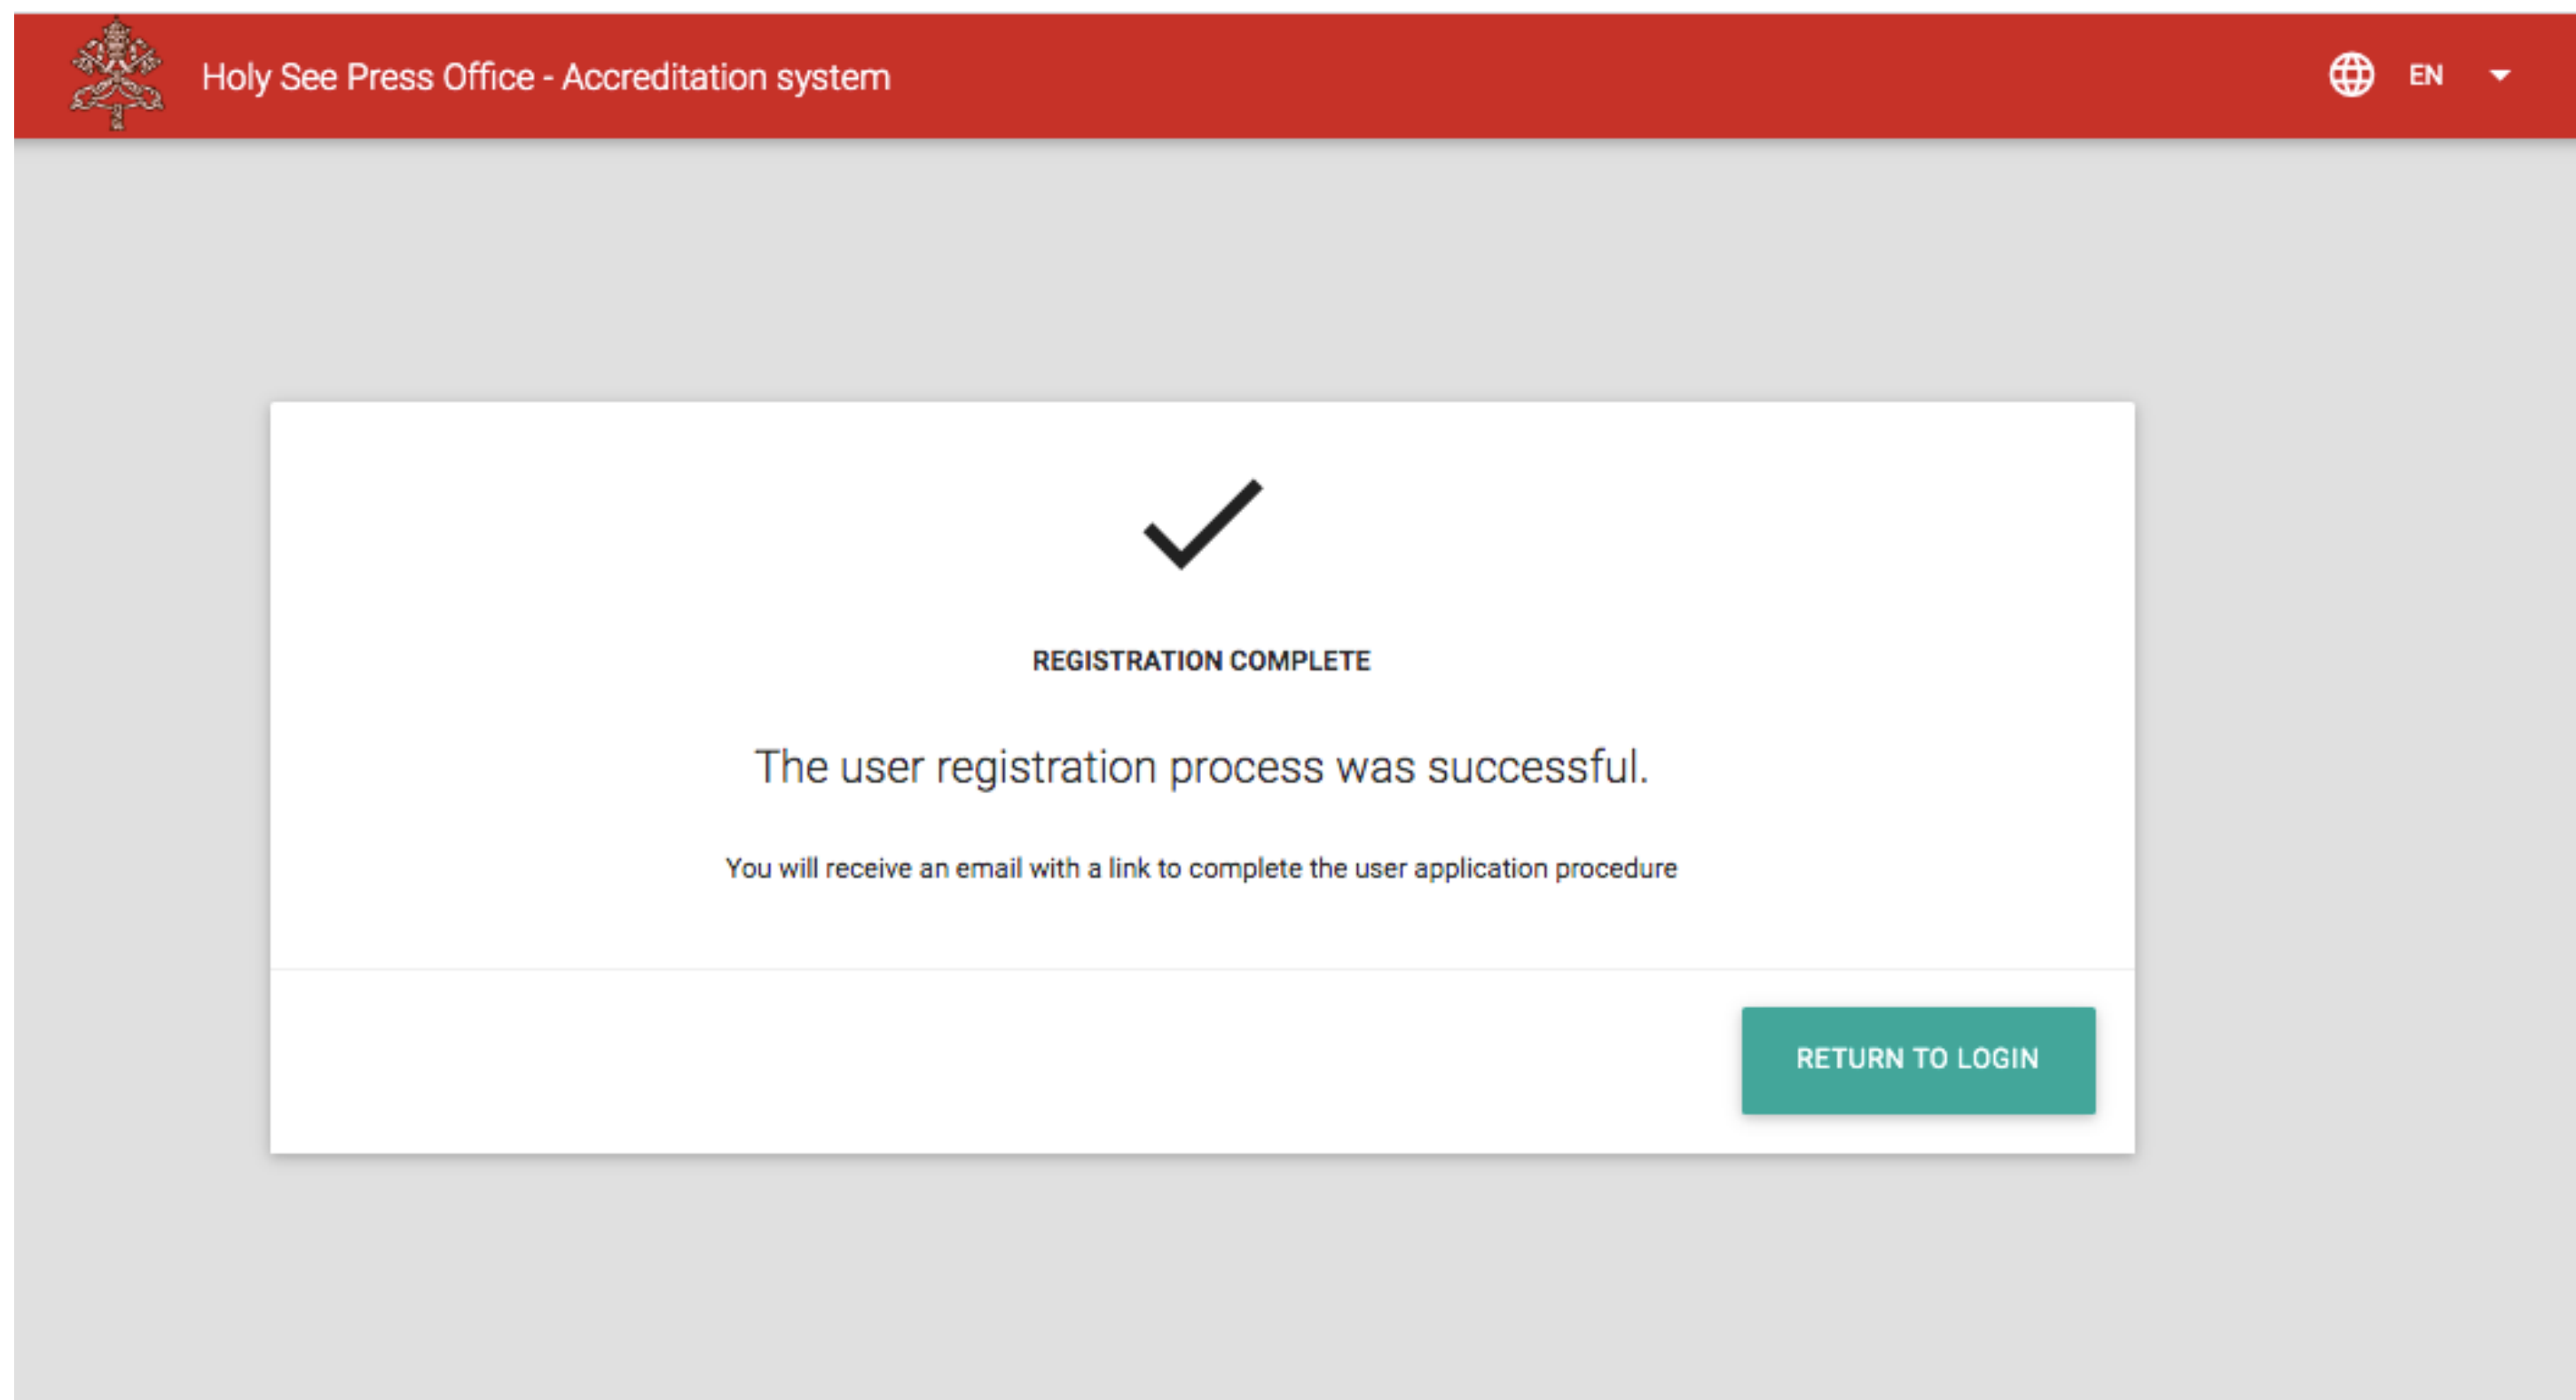 Holy See Press Office - Accreditation system
EN
REGISTRATION COMPLETE
The user registration process was successful.
You will receive an email with a link to complete the user application procedure
RETURN TO LOGIN